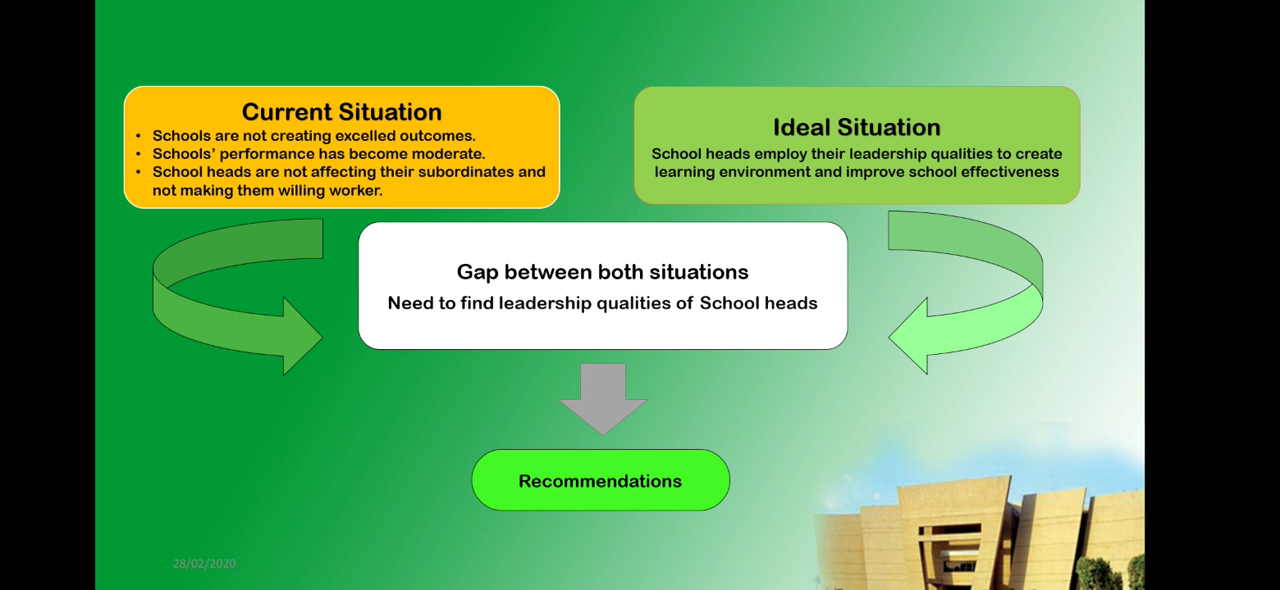 Current Situation
• Schools are not creating excelled outcomes.
• Schools’ performance has become moderate.
• School heads are not affecting their subordinates and
not making them willing worker.
Ideal Situation
School heads employ their leadership qualities to create
learning environment and improve school effectiveness
Gap between both situations
Need to find leadership qualities of School heads
Recommendations
28/02/2020